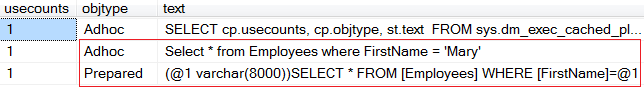 usecounts objtype text
1 Adhoc SELECT cp.usecounts, cp.objtype, st.text FROM sys.dm_exec_cached_pl...
1 Adhoc Select * from Employees where FirstName = 'Mary'
1 Prepared (@1 varchar(8000))SELECT * FROM [Employees] WHERE [FirstName]=@1